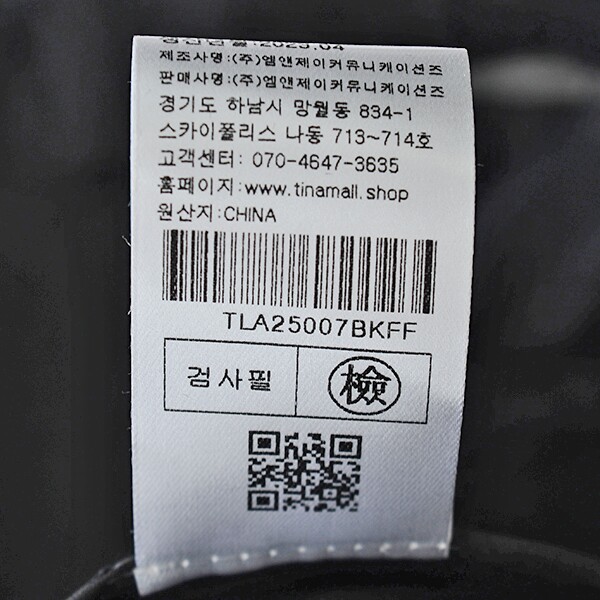 2025.04
제조사명:(주)엠앤제이커뮤니케이션즈
판매사명:(주)엠앤제이커뮤니케이션즈
경기도 하남시 망월동 834-1
스카이폴리스 나동 713~714호
고객센터: 070-4647-3635
홈페이지:www.tinamall.shop
원산지:CHINA
TLA25007BKFF
검사필 檢